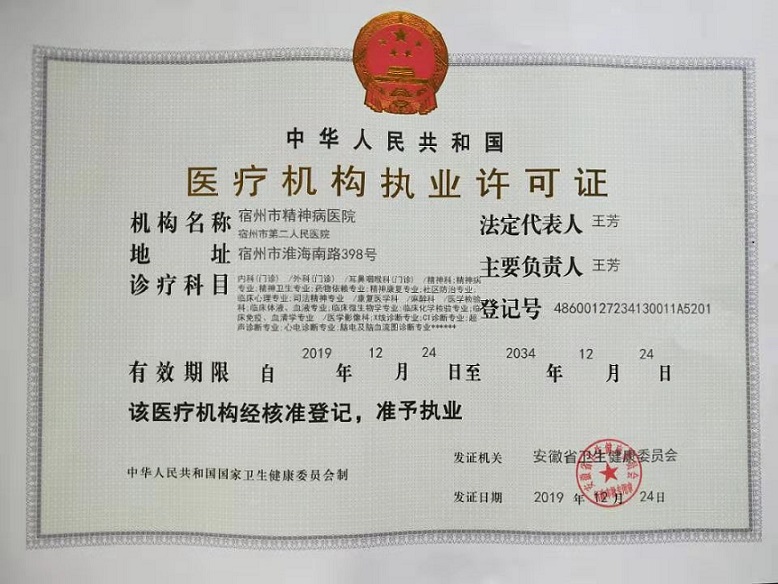 中华人民共和国
医疗机构执业许可证
机构名称 宿州市精神病医院
宿州市第二人民医院
地址 宿州市淮海南路398号
诊疗科目 内科(门诊) /外科(门诊) /耳鼻咽喉科(门诊) /精神科;精神病
专业;精神卫生专业;药物依赖专业;精神康复专业;社区防治专业;
临床心理专业;司法精神专业 /康复医学科 /麻醉科 /医学检验
科;临床体液、血液专业;临床微生物学专业;临床化学检验专业;临
床免疫、血清学专业 /医学影像科;X线诊断专业;CT诊断专业;超
声诊断专业;心电诊断专业;脑电及脑血流图诊断专业******
法定代表人 王芳
主要负责人 王芳
登记号 48600127234130011A5201
有效期限 自 2019 年 12 月 24 日至 2034 年 12 月 24 日
该医疗机构经核准登记，准予执业
中华人民共和国国家卫生健康委员会制
发证机关 安徽省卫生健康委员会
发证日期 2019 年 12 月 24 日